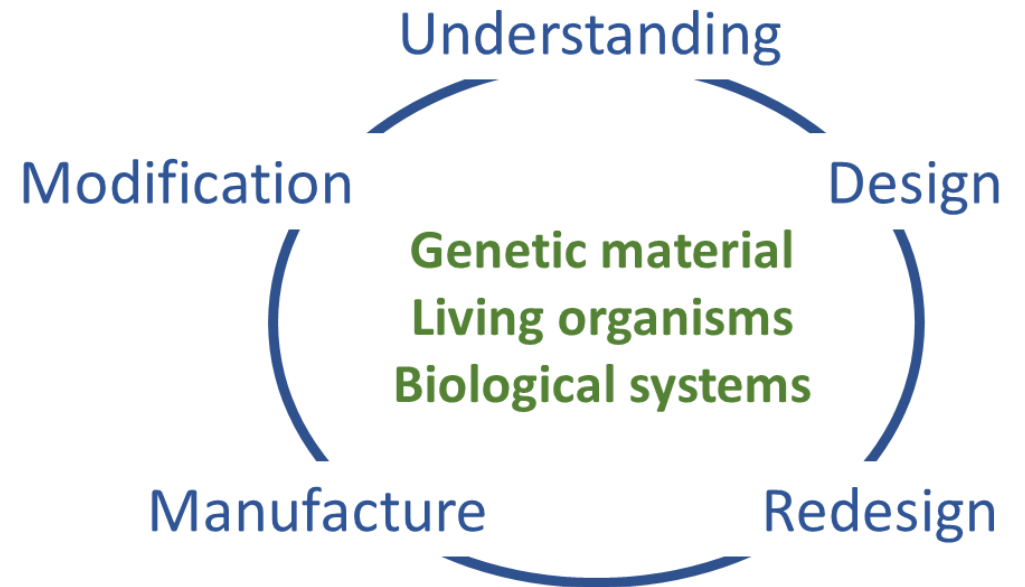 Understanding
Modification
Design
Genetic material
Living organisms
Biological systems
Manufacture
Redesign